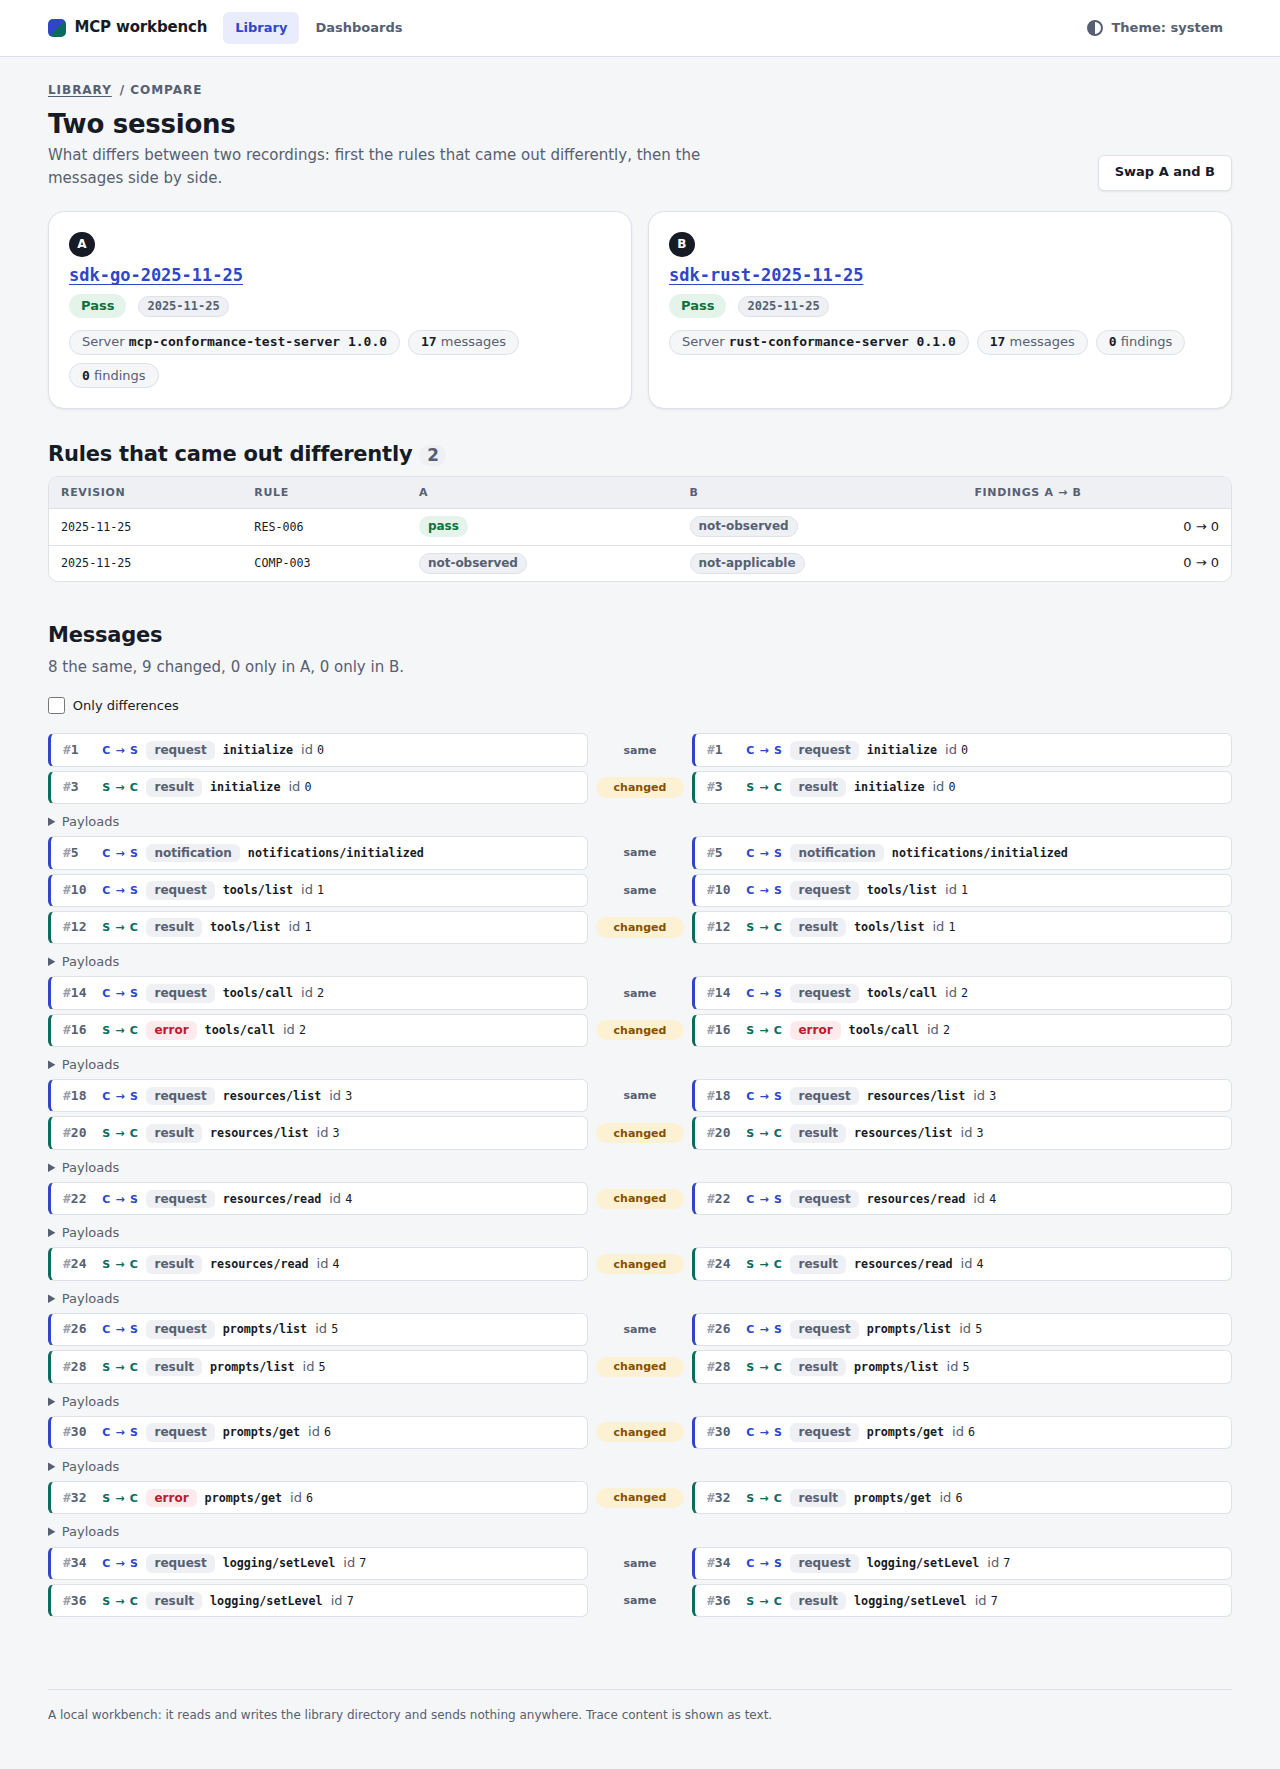 MCP workbench Library Dashboards Theme: system
LIBRARY / COMPARE
Two sessions
What differs between two recordings: first the rules that came out differently, then the
messages side by side.
Swap A and B
A
sdk-go-2025-11-25
Pass 2025-11-25
Server mcp-conformance-test-server 1.0.0 17 messages
0 findings
B
sdk-rust-2025-11-25
Pass 2025-11-25
Server rust-conformance-server 0.1.0 17 messages 0 findings
Rules that came out differently 2
REVISION RULE A B FINDINGS A → B
2025-11-25 RES-006 pass not-observed 0 → 0
2025-11-25 COMP-003 not-observed not-applicable 0 → 0
Messages
8 the same, 9 changed, 0 only in A, 0 only in B.
Only differences
#1 C → S request initialize id 0 same #1 C → S request initialize id 0
#3 S → C result initialize id 0 changed #3 S → C result initialize id 0
Payloads
#5 C → S notification notifications/initialized same #5 C → S notification notifications/initialized
#10 C → S request tools/list id 1 same #10 C → S request tools/list id 1
#12 S → C result tools/list id 1 changed #12 S → C result tools/list id 1
Payloads
#14 C → S request tools/call id 2 same #14 C → S request tools/call id 2
#16 S → C error tools/call id 2 changed #16 S → C error tools/call id 2
Payloads
#18 C → S request resources/list id 3 same #18 C → S request resources/list id 3
#20 S → C result resources/list id 3 changed #20 S → C result resources/list id 3
Payloads
#22 C → S request resources/read id 4 changed #22 C → S request resources/read id 4
Payloads
#24 S → C result resources/read id 4 changed #24 S → C result resources/read id 4
Payloads
#26 C → S request prompts/list id 5 same #26 C → S request prompts/list id 5
#28 S → C result prompts/list id 5 changed #28 S → C result prompts/list id 5
Payloads
#30 C → S request prompts/get id 6 changed #30 C → S request prompts/get id 6
Payloads
#32 S → C error prompts/get id 6 changed #32 S → C result prompts/get id 6
Payloads
#34 C → S request logging/setLevel id 7 same #34 C → S request logging/setLevel id 7
#36 S → C result logging/setLevel id 7 same #36 S → C result logging/setLevel id 7
A local workbench: it reads and writes the library directory and sends nothing anywhere. Trace content is shown as text.